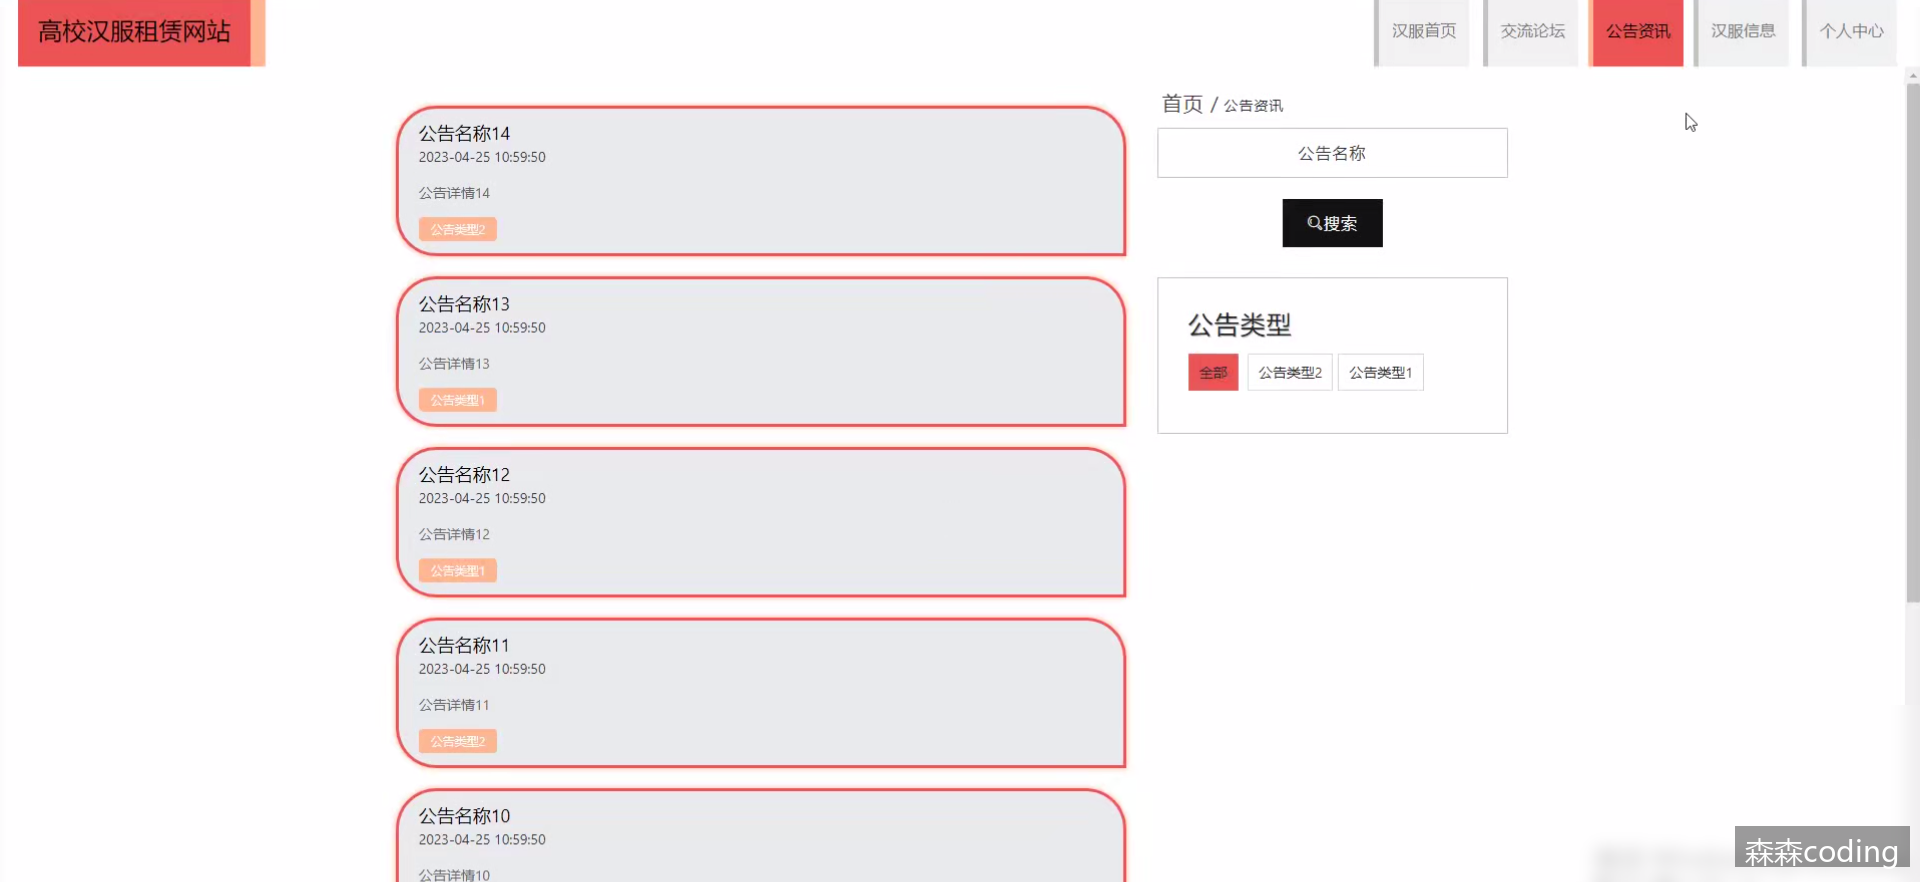 高校汉服租赁网站
汉服首页
交流论坛
公告资讯
汉服信息
个人中心
首页 / 公告资讯
公告名称
搜索
公告类型
全部
公告类型2
公告类型1
公告名称14
2023-04-25 10:59:50
公告详情14
公告类型2
公告名称13
2023-04-25 10:59:50
公告详情13
公告类型1
公告名称12
2023-04-25 10:59:50
公告详情12
公告类型1
公告名称11
2023-04-25 10:59:50
公告详情11
公告类型2
公告名称10
2023-04-25 10:59:50
公告详情10
森森coding